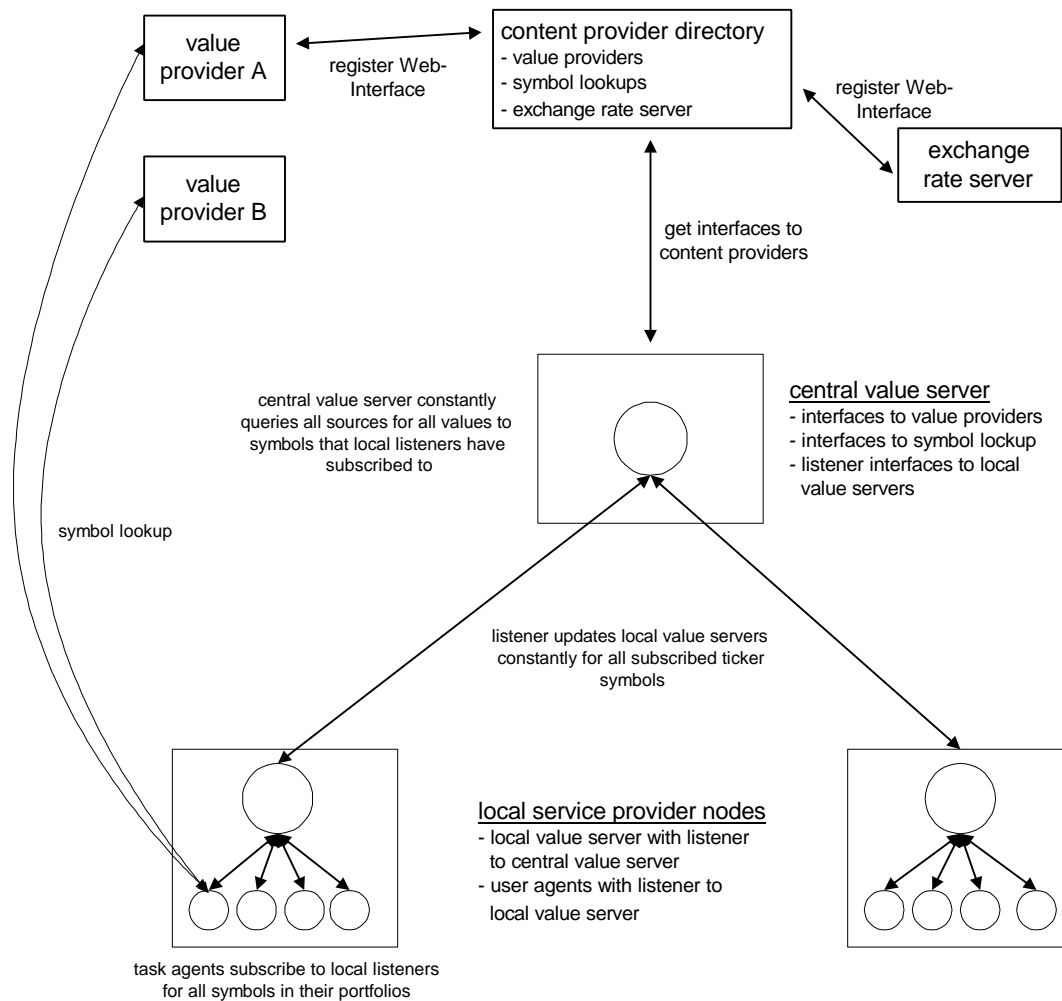 value
provider A
register Web-
Interface
content provider directory
- value providers
- symbol lookups
- exchange rate server
register Web-
Interface
exchange
rate server
value
provider B
get interfaces to
content providers
central value server constantly
queries all sources for all values to
symbols that local listeners have
subscribed to
central value server
- interfaces to value providers
- interfaces to symbol lockup
- listener interfaces to local
value servers
symbol lookup
listener updates local value servers
constantly for all subscribed ticker
symbols
local service provider nodes
- local value server with listener
to central value server
- user agents with listener to
local value server
task agents subscribe to local listeners
for all symbols in their portfolios